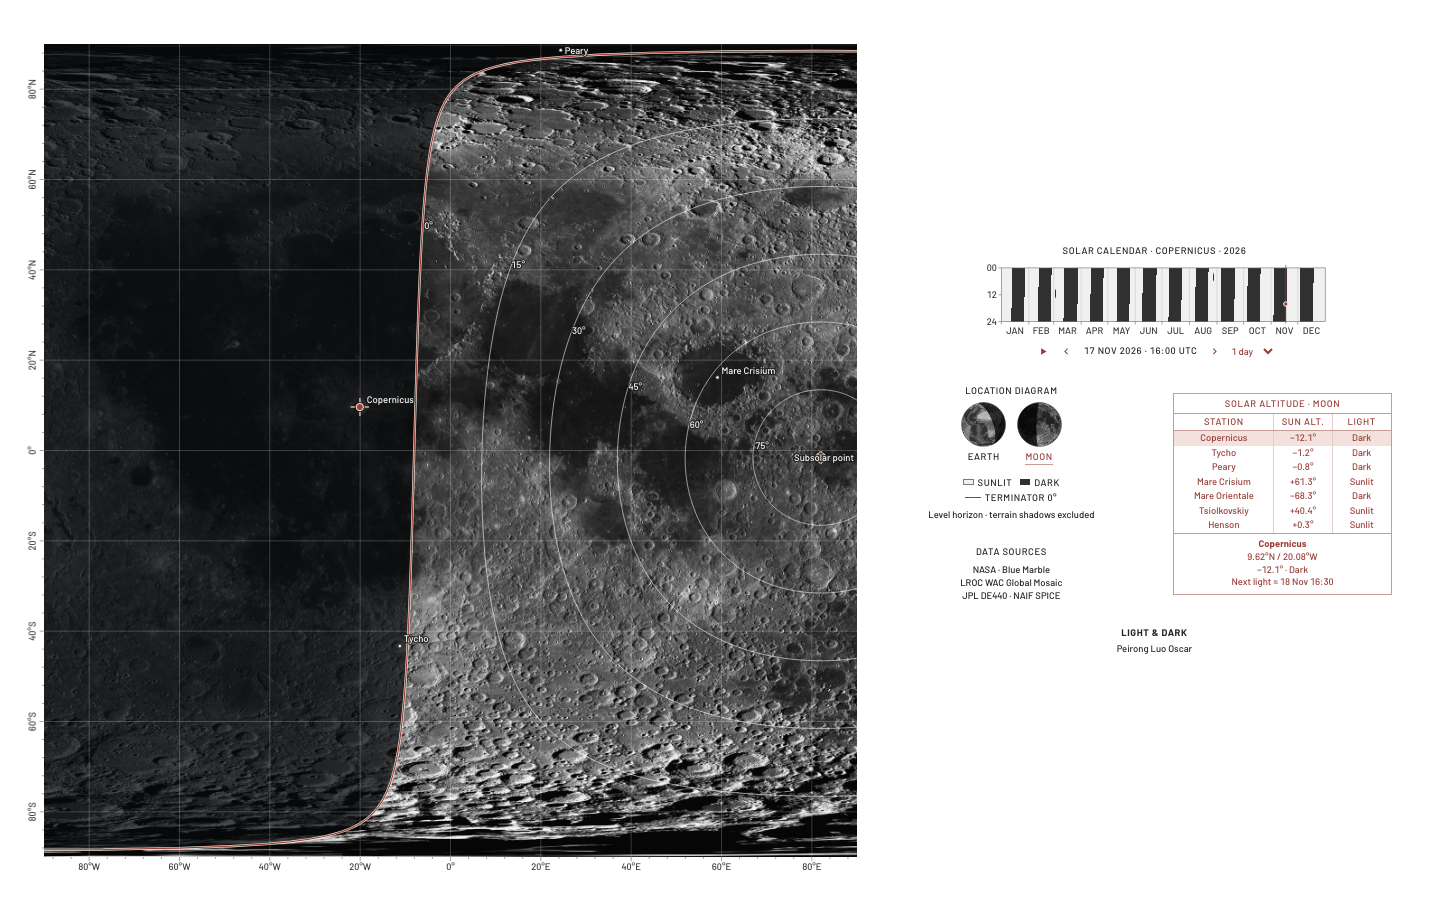 Peary
80°N
60°N
0°
15°
40°N
30°
20°N
Mare Crisium
45°
Copernicus
60°
75°
0°
Subsolar point
20°S
40°S
Tycho
60°S
80°S
80°W
60°W
40°W
20°W
0°
20°E
40°E
60°E
80°E
SOLAR CALENDAR · COPERNICUS · 2026
00
12
24
JAN FEB MAR APR MAY JUN JUL AUG SEP OCT NOV DEC
17 NOV 2026 · 16:00 UTC
1 day
LOCATION DIAGRAM
EARTH MOON
SUNLIT DARK
TERMINATOR 0°
Level horizon · terrain shadows excluded
DATA SOURCES
NASA · Blue Marble
LROC WAC Global Mosaic
JPL DE440 · NAIF SPICE
SOLAR ALTITUDE · MOON
STATION SUN ALT. LIGHT
Copernicus −12.1° Dark
Tycho −1.2° Dark
Peary −0.8° Dark
Mare Crisium +61.3° Sunlit
Mare Orientale −68.3° Dark
Tsiolkovskiy +40.4° Sunlit
Henson +0.3° Sunlit
Copernicus
9.62°N / 20.08°W
−12.1° · Dark
Next light ≈ 18 Nov 16:30
LIGHT & DARK
Peirong Luo Oscar